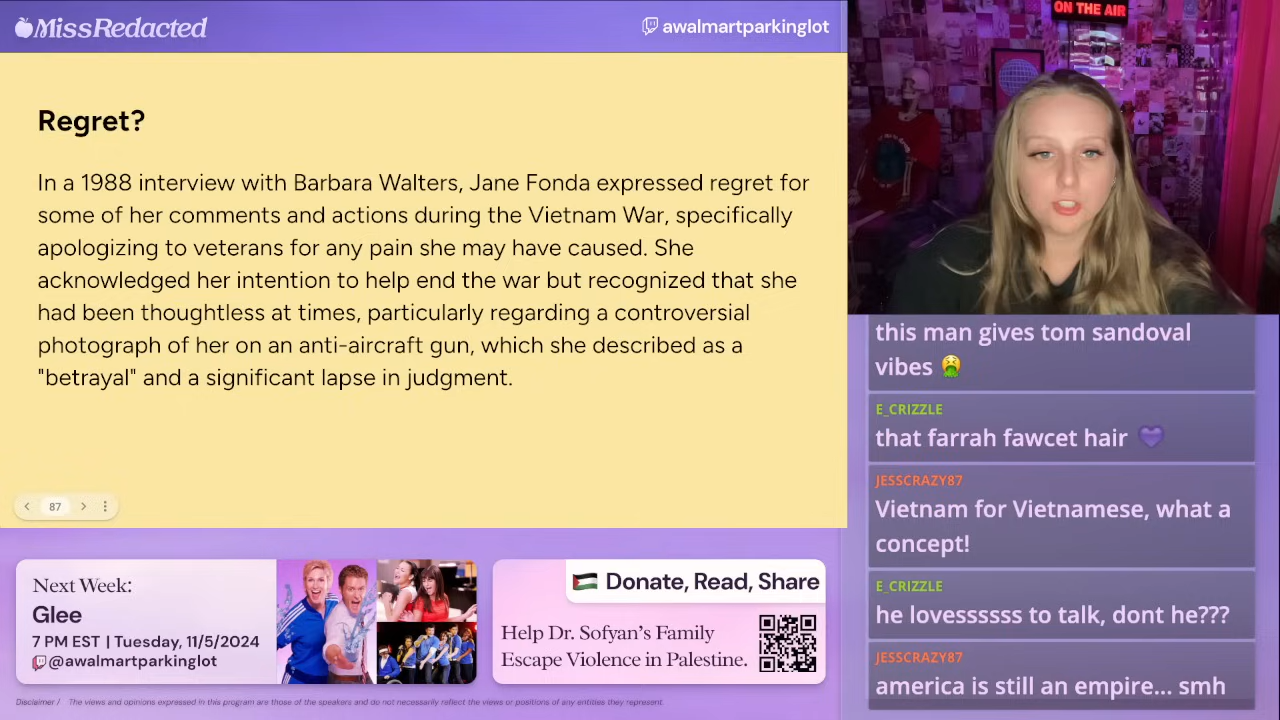 MissRedacted
awalmartparkinglot
ON THE AIR
Regret?
In a 1988 interview with Barbara Walters, Jane Fonda expressed regret for
some of her comments and actions during the Vietnam War, specifically
apologizing to veterans for any pain she may have caused. She
acknowledged her intention to help end the war but recognized that she
had been thoughtless at times, particularly regarding a controversial
photograph of her on an anti-aircraft gun, which she described as a
"betrayal" and a significant lapse in judgment.
87
this man gives tom sandoval
vibes 🤮
E_CRIZZLE
that farrah fawcet hair 💜
JESSCRAZY87
Vietnam for Vietnamese, what a
concept!
E_CRIZZLE
he lovessssss to talk, dont he???
JESSCRAZY87
america is still an empire... smh
Next Week:
Glee
7 PM EST | Tuesday, 11/5/2024
@awalmartparkinglot
🇵🇸 Donate, Read, Share
Help Dr. Sofyan's Family
Escape Violence in Palestine.
Disclaimer / The views and opinions expressed in this program are those of the speakers and do not necessarily reflect the views or positions of any entities they represent.